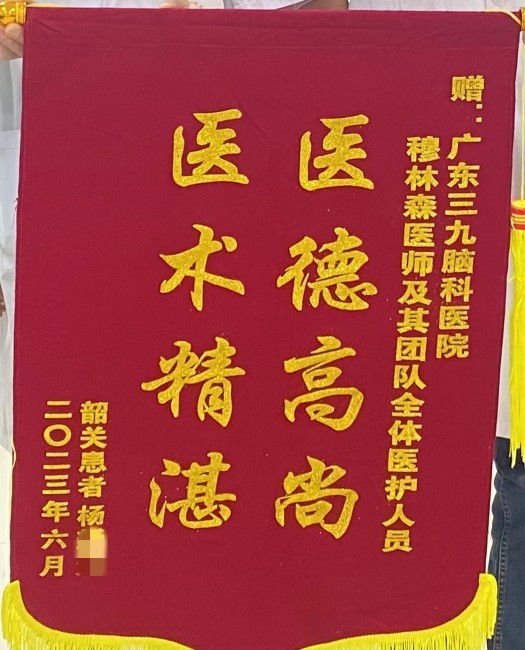 赠：广东三九脑科医院
穆林森医师及其团队全体医护人员
医德高尚
医术精湛
韶关患者 杨
二〇二三年六月